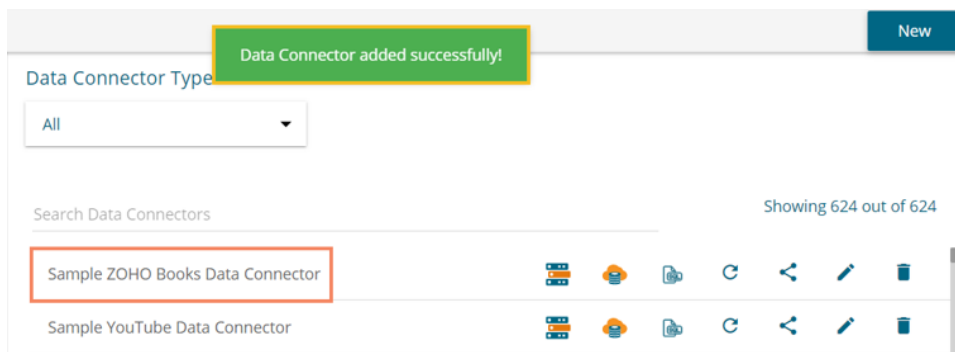 New
Data Connector added successfully!
Data Connector Type
All
Search Data Connectors
Showing 624 out of 624
Sample ZOHO Books Data Connector
Sample YouTube Data Connector